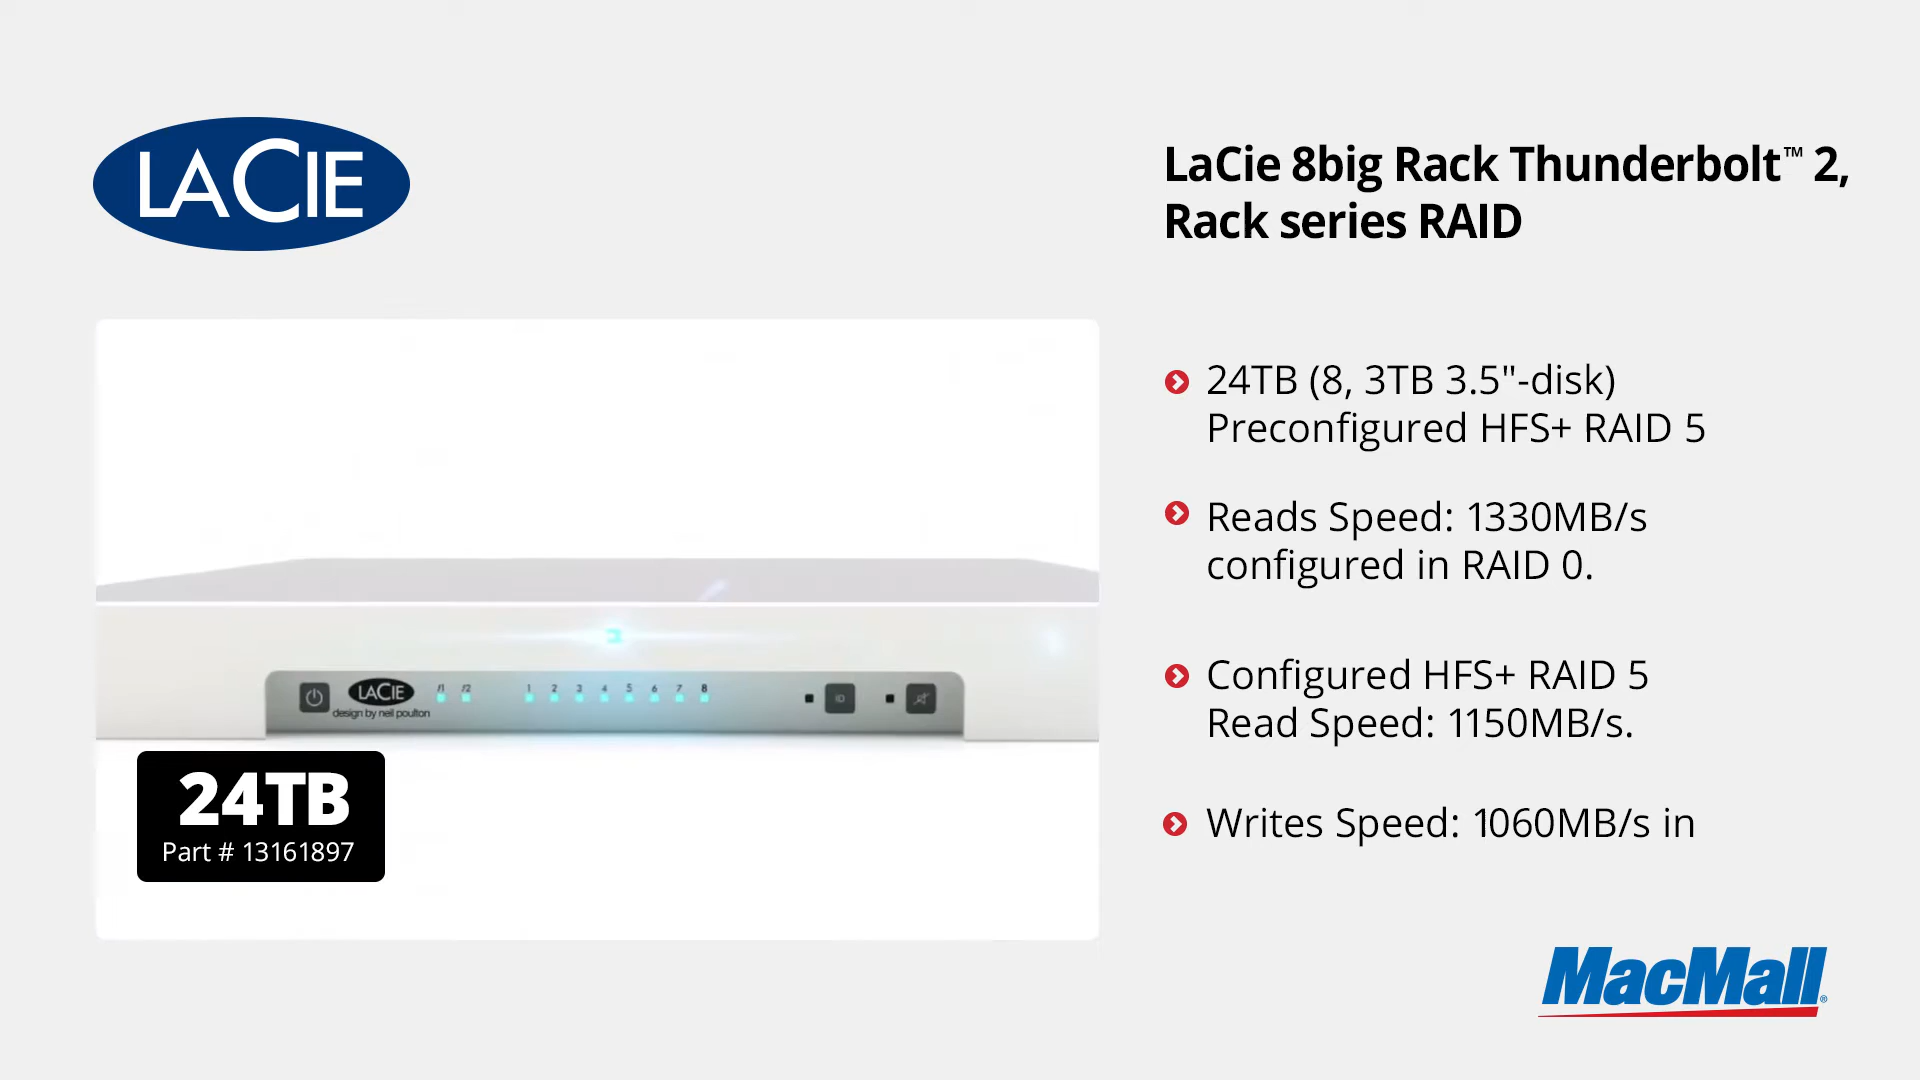 LACIE
LaCie 8big Rack Thunderbolt™ 2,
Rack series RAID
24TB (8, 3TB 3.5"-disk)
Preconfigured HFS+ RAID 5
Reads Speed: 1330MB/s
configured in RAID 0.
Configured HFS+ RAID 5
Read Speed: 1150MB/s.
Writes Speed: 1060MB/s in
LACIE
design by neil poulton
1 2 3 4 5 6 7 8
24TB
Part # 13161897
MacMall®